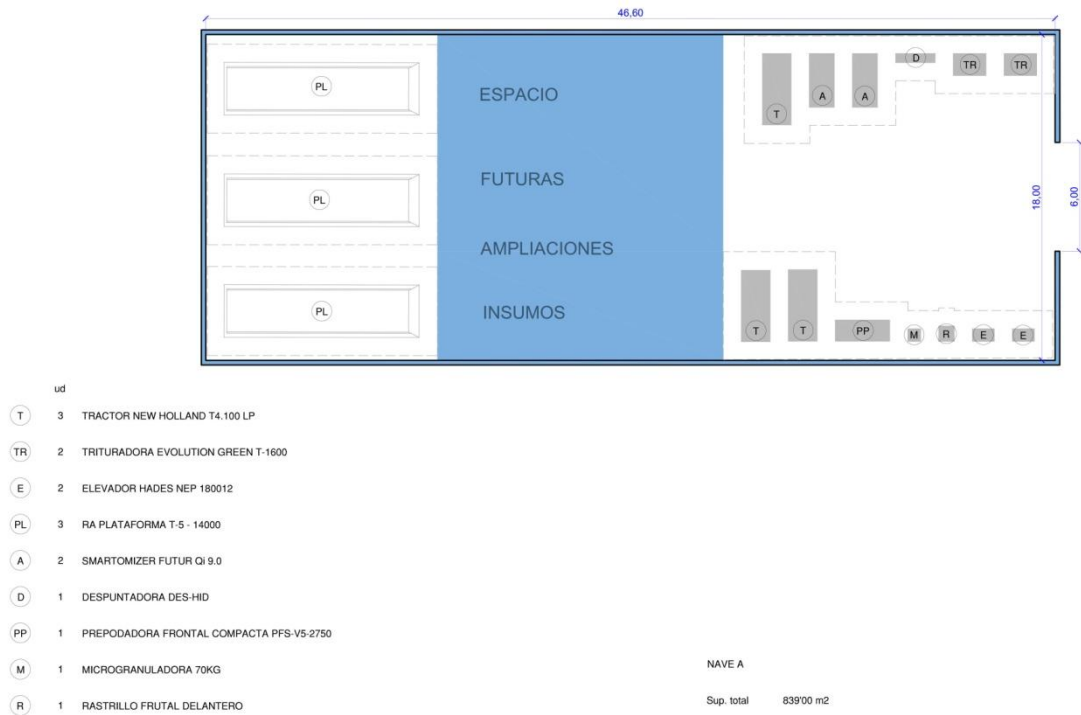 46,60
PL
ESPACIO
T
A
A
D
TR
TR
PL
FUTURAS
18,00
6,00
AMPLIACIONES
PL
INSUMOS
T
T
PP
M
R
E
E
ud
T 3 TRACTOR NEW HOLLAND T4.100 LP
TR 2 TRITURADORA EVOLUTION GREEN T-1600
E 2 ELEVADOR HADES NEP 180012
PL 3 RA PLATAFORMA T-5 - 14000
A 2 SMARTOMIZER FUTUR Qi 9.0
D 1 DESPUNTADORA DES-HID
PP 1 PREPODADORA FRONTAL COMPACTA PFS-V5-2750
M 1 MICROGRANULADORA 70KG
R 1 RASTRILLO FRUTAL DELANTERO
NAVE A
Sup. total 839'00 m2